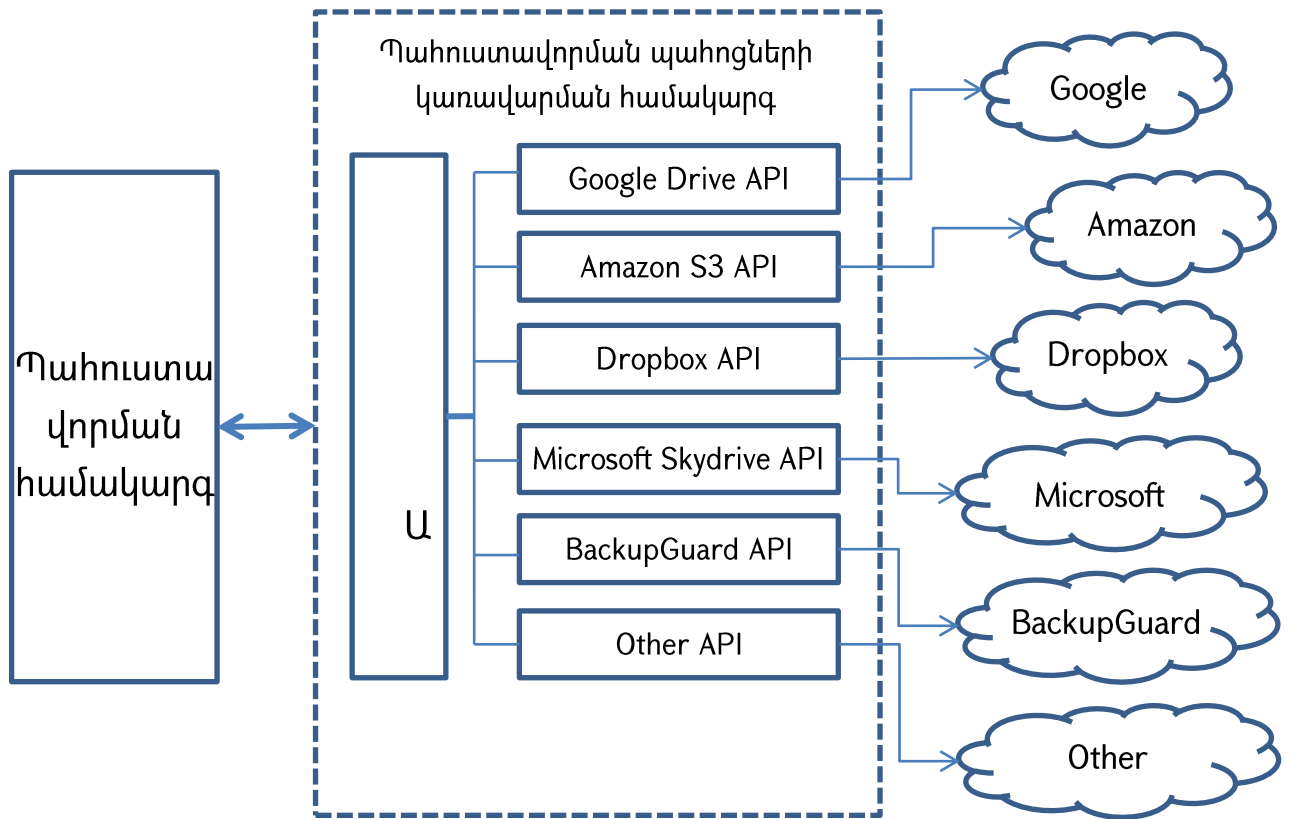 Պահուստավորման պահոցների
կառավարման համակարգ
Պահուստա
վորման
համակարգ
Ա
Google Drive API
Amazon S3 API
Dropbox API
Microsoft Skydrive API
BackupGuard API
Other API
Google
Amazon
Dropbox
Microsoft
BackupGuard
Other